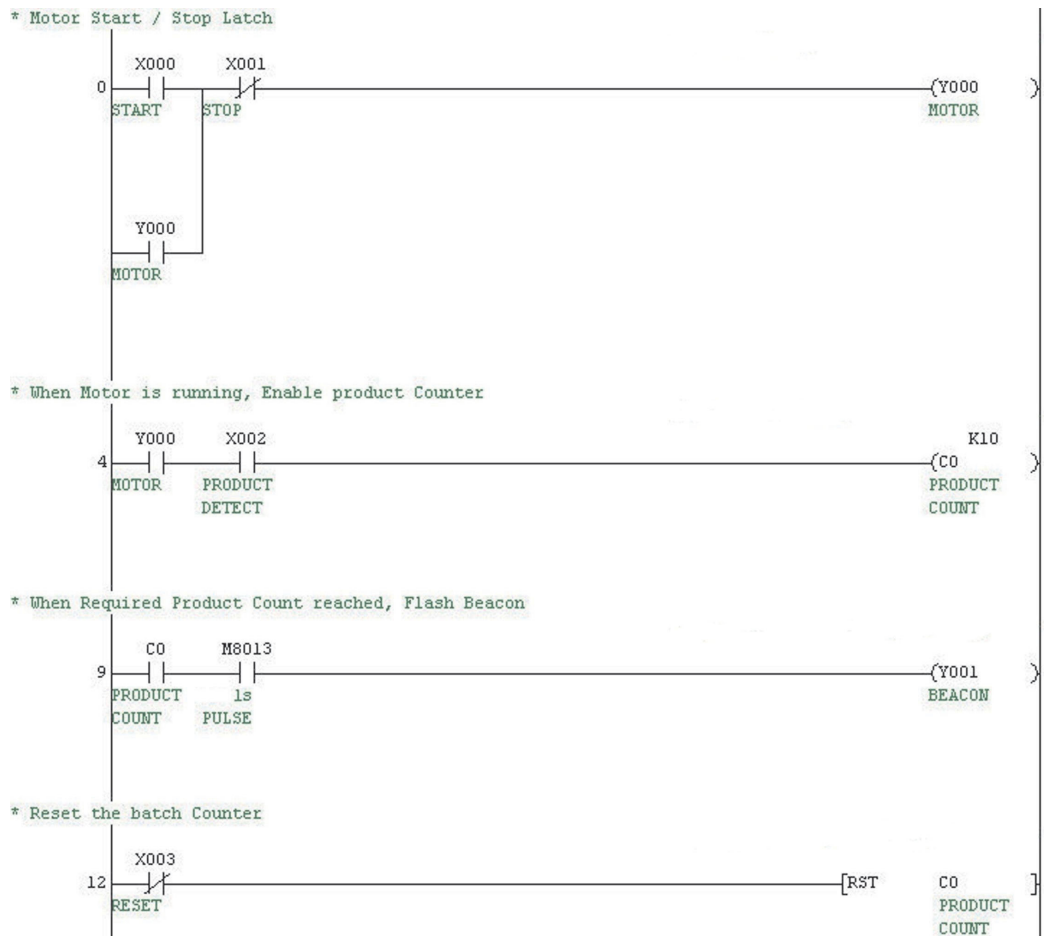 * Motor Start / Stop Latch
X000 X001
0 (Y000 )
START STOP MOTOR
Y000
MOTOR
* When Motor is running, Enable product Counter
Y000 X002 K10
4 (C0 )
MOTOR PRODUCT PRODUCT
DETECT COUNT
* When Required Product Count reached, Flash Beacon
C0 M8013
9 (Y001 )
PRODUCT 1s BEACON
COUNT PULSE
* Reset the batch Counter
X003
12 [RST C0 ]
RESET PRODUCT
COUNT